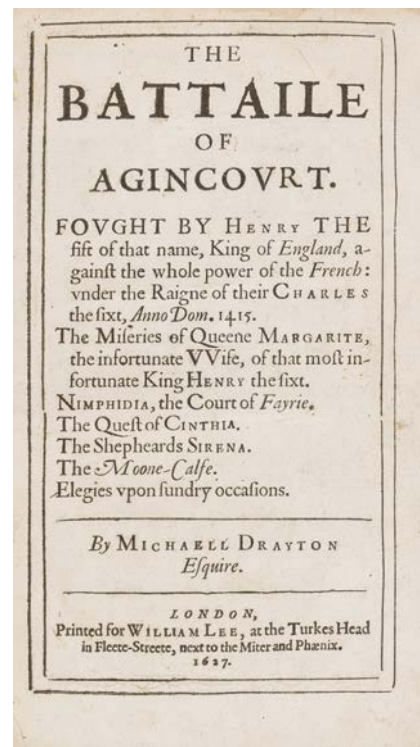 THE
BATTAILE
OF
AGINCOVRT.
FOVGHT BY HENRY THE
fift of that name, King of England, a-
gainſt the whole power of the French:
vnder the Raigne of their CHARLES
the ſixt, Anno Dom. 1415.
The Miſeries of Queene MARGARITE,
the infortunate VVife, of that moſt in-
fortunate King HENRY the ſixt.
NIMPHIDIA, the Court of Fayrie.
The Queſt of CINTHIA.
The Shepheards SIRENA.
The Moone-Calfe.
Elegies vpon ſundry occaſions.
By MICHAELL DRAYTON
Eſquire.
LONDON,
Printed for WILLIAM LEE, at the Turkes Head
in Fleete-Streete, next to the Miter and Phænix.
1627.